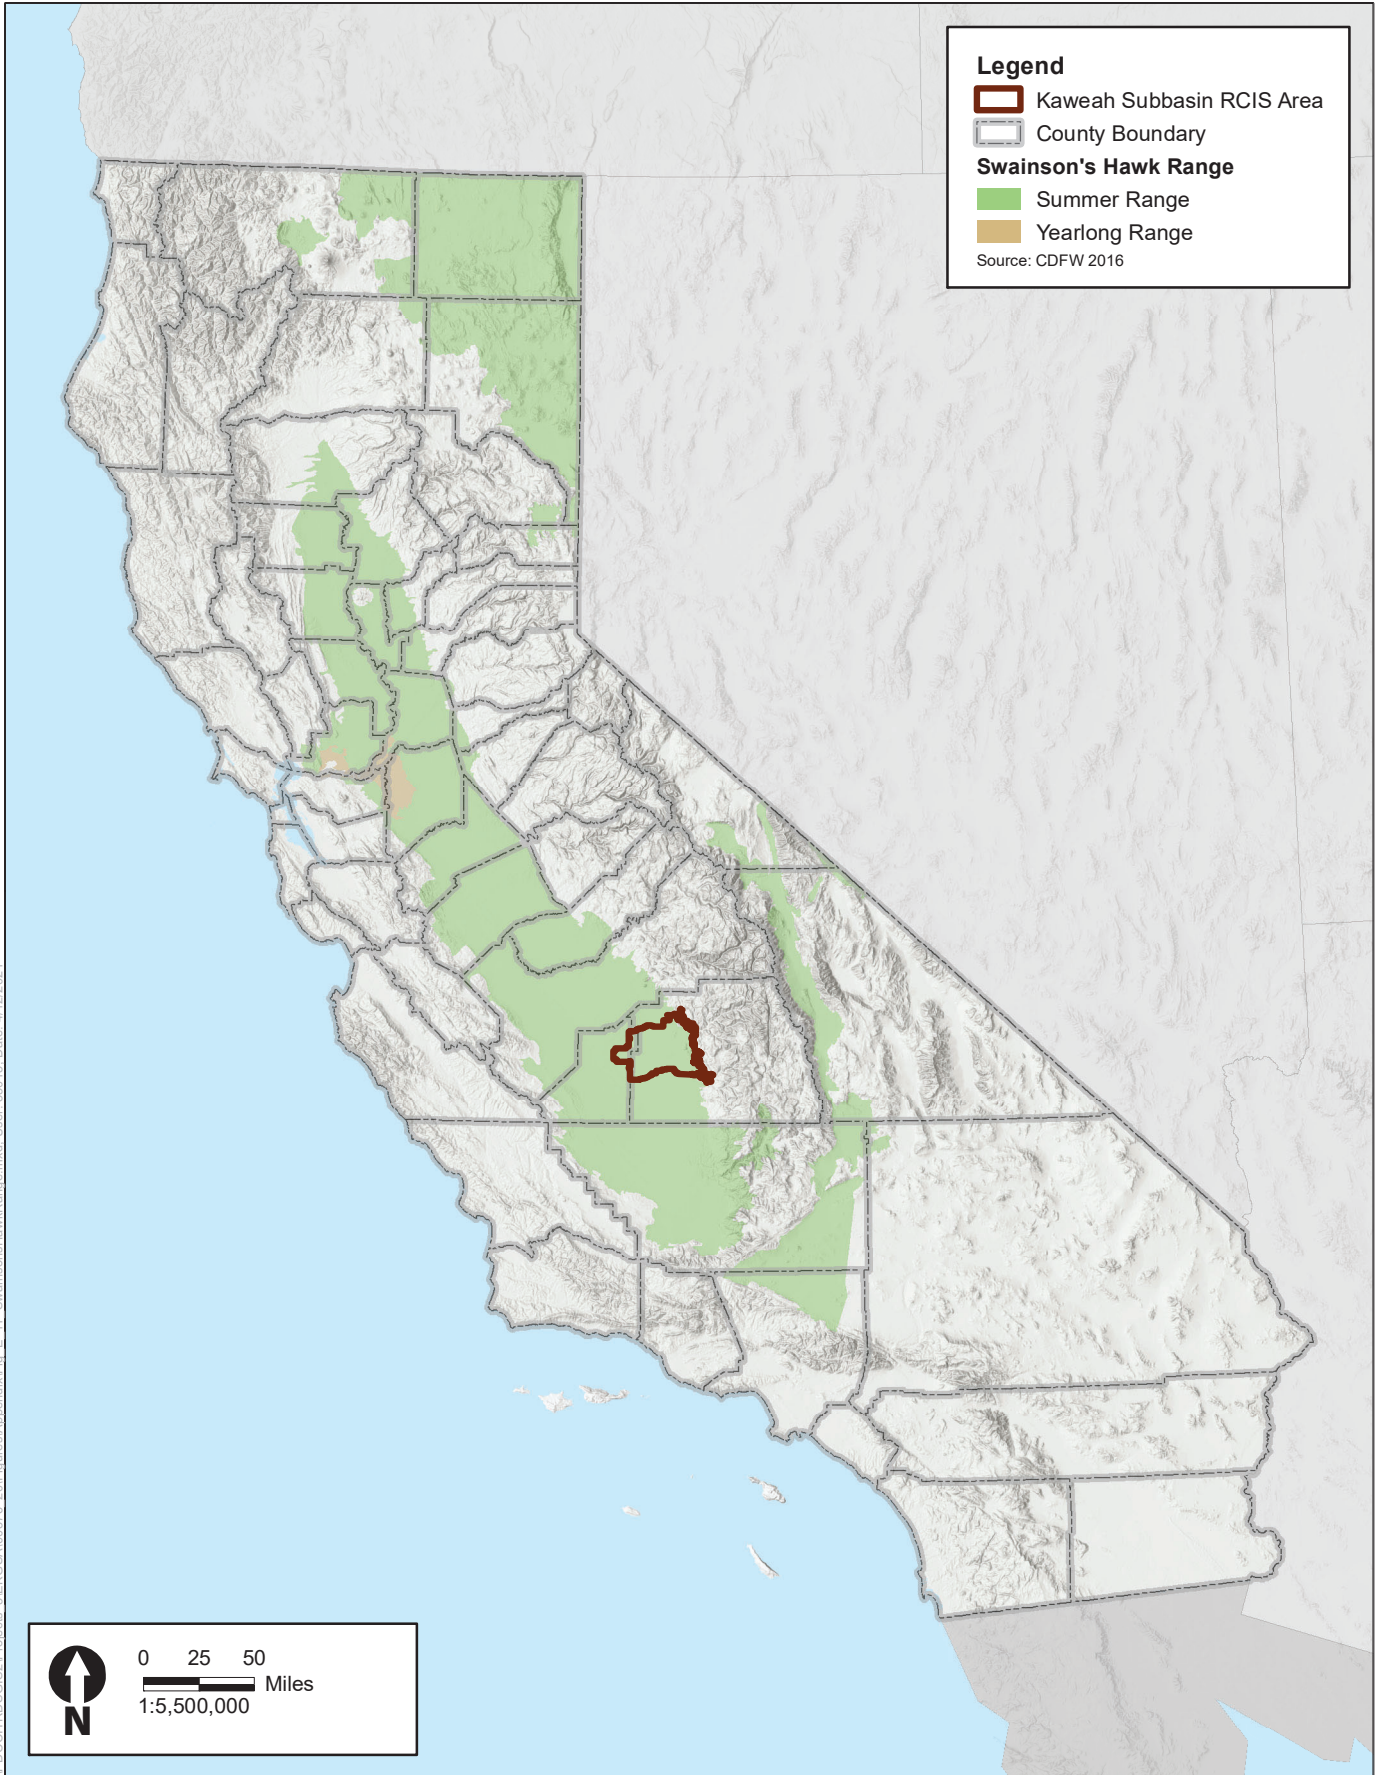 Legend
Kaweah Subbasin RCIS Area
County Boundary
Swainson's Hawk Range
Summer Range
Yearlong Range
Source: CDFW 2016
0 25 50
Miles
1:5,500,000
N